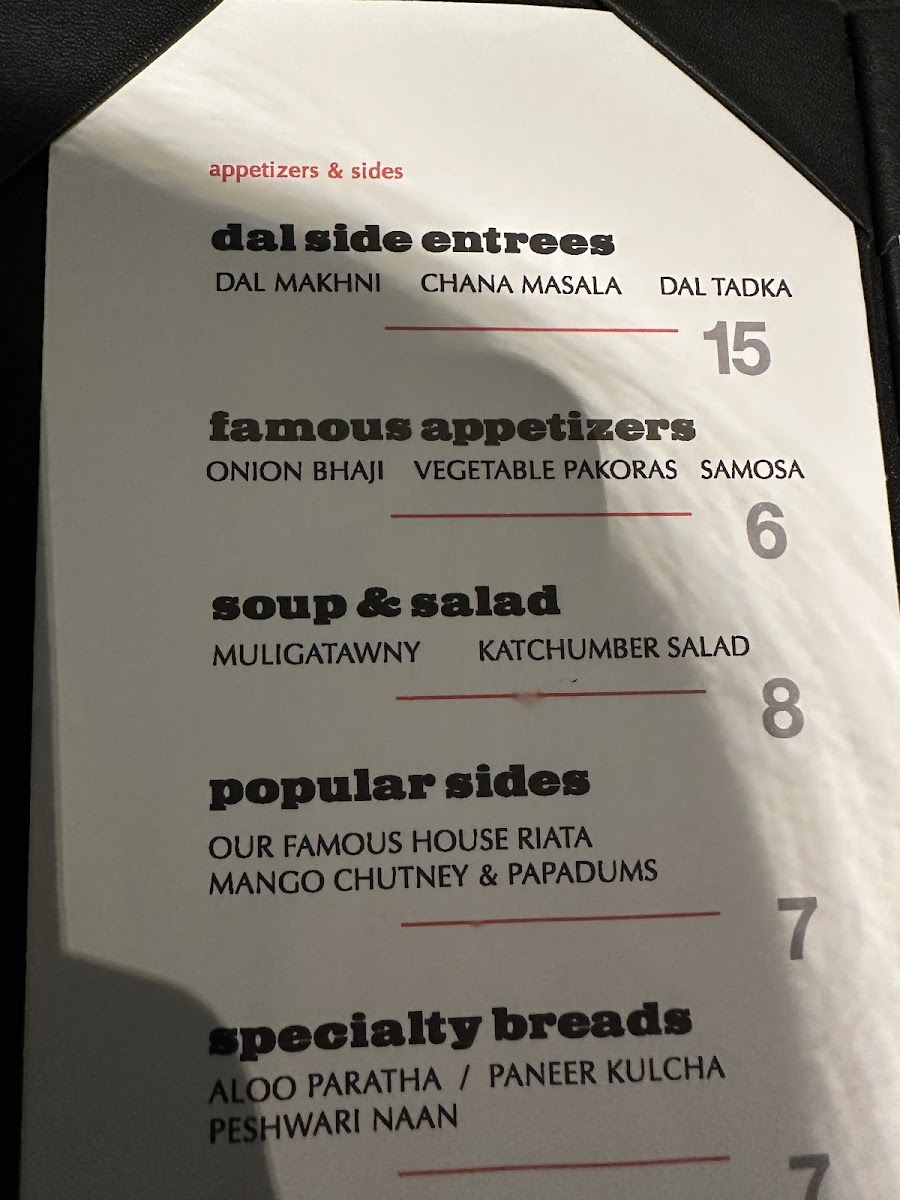 appetizers & sides
dal side entrees
DAL MAKHNI CHANA MASALA DAL TADKA
15
famous appetizers
ONION BHAJI VEGETABLE PAKORAS SAMOSA
6
soup & salad
MULIGATAWNY KATCHUMBER SALAD
8
popular sides
OUR FAMOUS HOUSE RIATA
MANGO CHUTNEY & PAPADUMS
7
specialty breads
ALOO PARATHA / PANEER KULCHA
PESHWARI NAAN
7